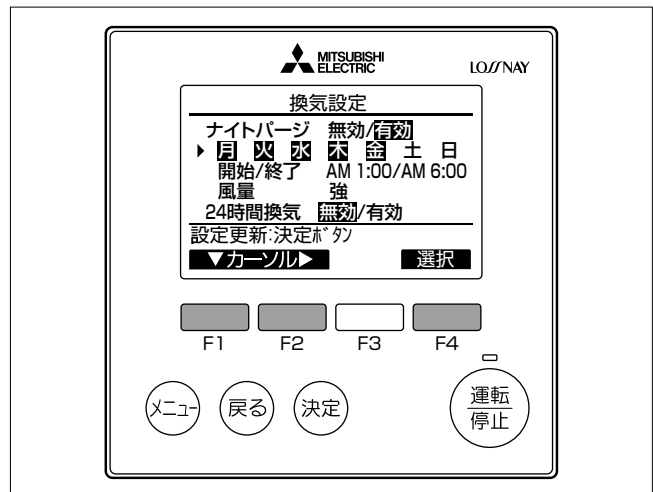 MITSUBISHI
ELECTRIC
LOSSNAY
換気設定
ナイトパージ 無効/有効
▶ 月 火 水 木 金 土 日
開始/終了 AM 1:00/AM 6:00
風量 強
24時間換気 無効/有効
設定更新:決定ボタン
▼カーソル▶ 選択
F1 F2 F3 F4
メニュー 戻る 決定 運転
停止